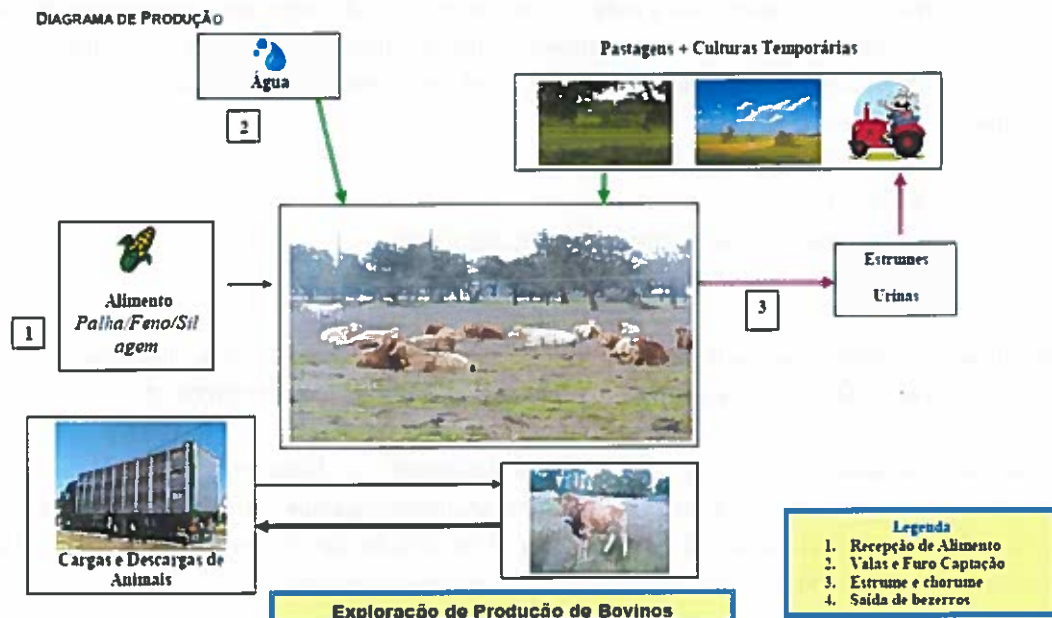 DIAGRAMA DE PRODUÇÃO
Água
2
Pastagens + Culturas Temporárias
1
Alimento
Palha/Feno/Sil
agem
3
Estrumes
Urinas
Cargas e Descargas de
Animais
Exploração de Produção de Bovinos
Legenda
1. Recepção de Alimento
2. Valas e Furo Captação
3. Estrume e chorume
4. Saída de bezerros